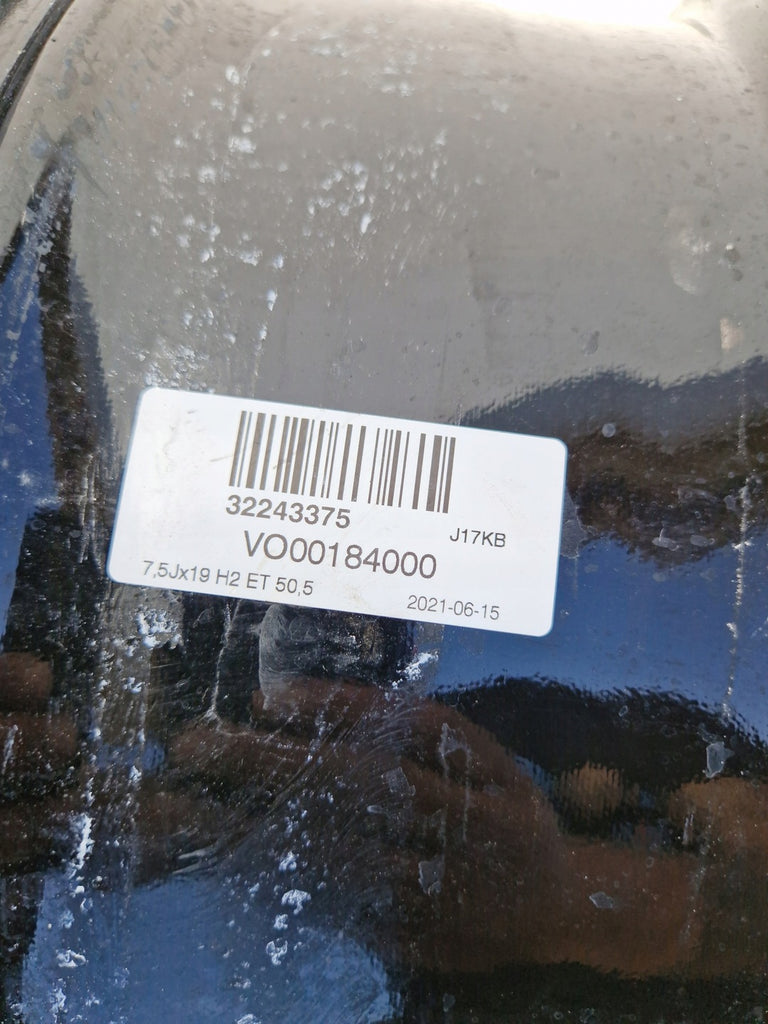 32243375
J17KB
VO00184000
7,5Jx19 H2 ET 50,5
2021-06-15